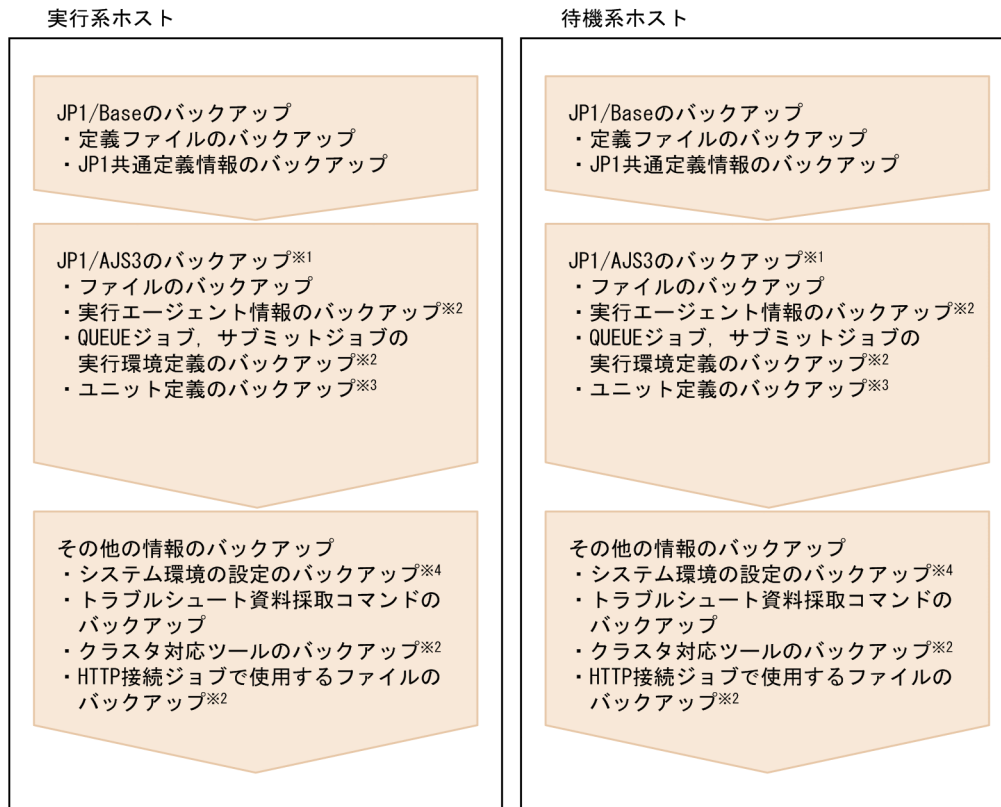 実行系ホスト
JP1/Baseのバックアップ
・定義ファイルのバックアップ
・JP1共通定義情報のバックアップ
JP1/AJS3のバックアップ※1
・ファイルのバックアップ
・実行エージェント情報のバックアップ※2
・QUEUEジョブ，サブミットジョブの
実行環境定義のバックアップ※2
・ユニット定義のバックアップ※3
その他の情報のバックアップ
・システム環境の設定のバックアップ※4
・トラブルシュート資料採取コマンドの
バックアップ
・クラスタ対応ツールのバックアップ※2
・HTTP接続ジョブで使用するファイルの
バックアップ※2
待機系ホスト
JP1/Baseのバックアップ
・定義ファイルのバックアップ
・JP1共通定義情報のバックアップ
JP1/AJS3のバックアップ※1
・ファイルのバックアップ
・実行エージェント情報のバックアップ※2
・QUEUEジョブ，サブミットジョブの
実行環境定義のバックアップ※2
・ユニット定義のバックアップ※3
その他の情報のバックアップ
・システム環境の設定のバックアップ※4
・トラブルシュート資料採取コマンドの
バックアップ
・クラスタ対応ツールのバックアップ※2
・HTTP接続ジョブで使用するファイルの
バックアップ※2